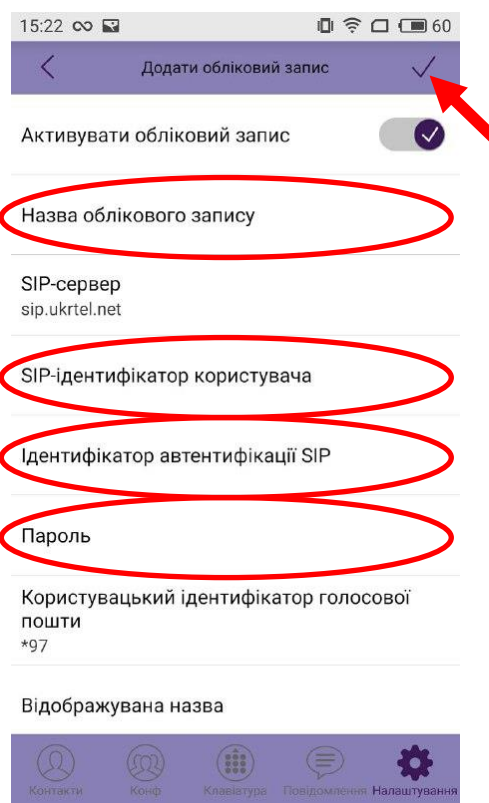 15:22 60
Додати обліковий запис
Активувати обліковий запис
Назва облікового запису
SIP-сервер
sip.ukrtel.net
SIP-ідентифікатор користувача
Ідентифікатор автентифікації SIP
Пароль
Користувацький ідентифікатор голосової
пошти
*97
Відображувана назва
Контакти Конф Клавіатура Повідомлення Налаштування